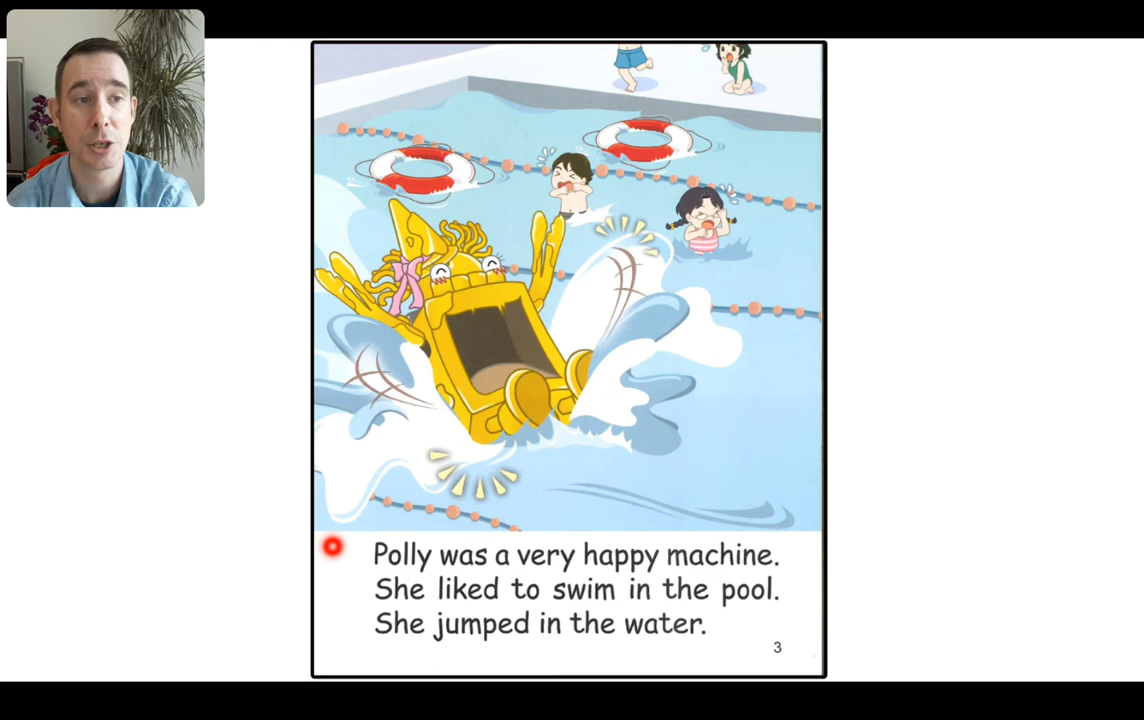 Polly was a very happy machine.
She liked to swim in the pool.
She jumped in the water.
3